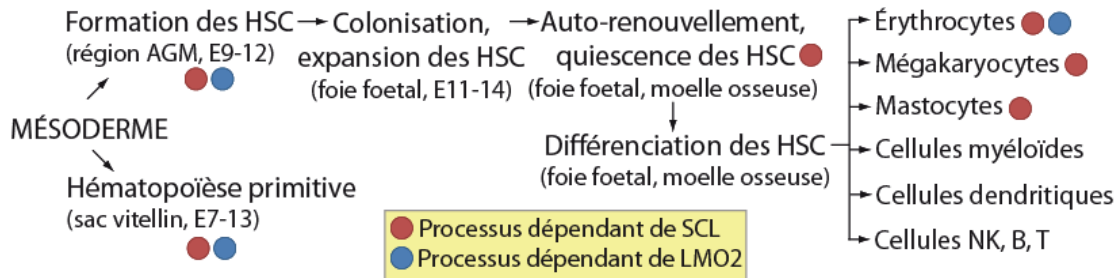 Formation des HSC
(région AGM, E9-12)
Colonisation,
expansion des HSC
(foie foetal, E11-14)
Auto-renouvellement,
quiescence des HSC
(foie foetal, moelle osseuse)
Érythrocytes
Mégakaryocytes
Mastocytes
MÉSODERME
Différenciation des HSC
(foie foetal, moelle osseuse)
Cellules myéloïdes
Cellules dendritiques
Cellules NK, B, T
Hématopoïèse primitive
(sac vitellin, E7-13)
Processus dépendant de SCL
Processus dépendant de LMO2